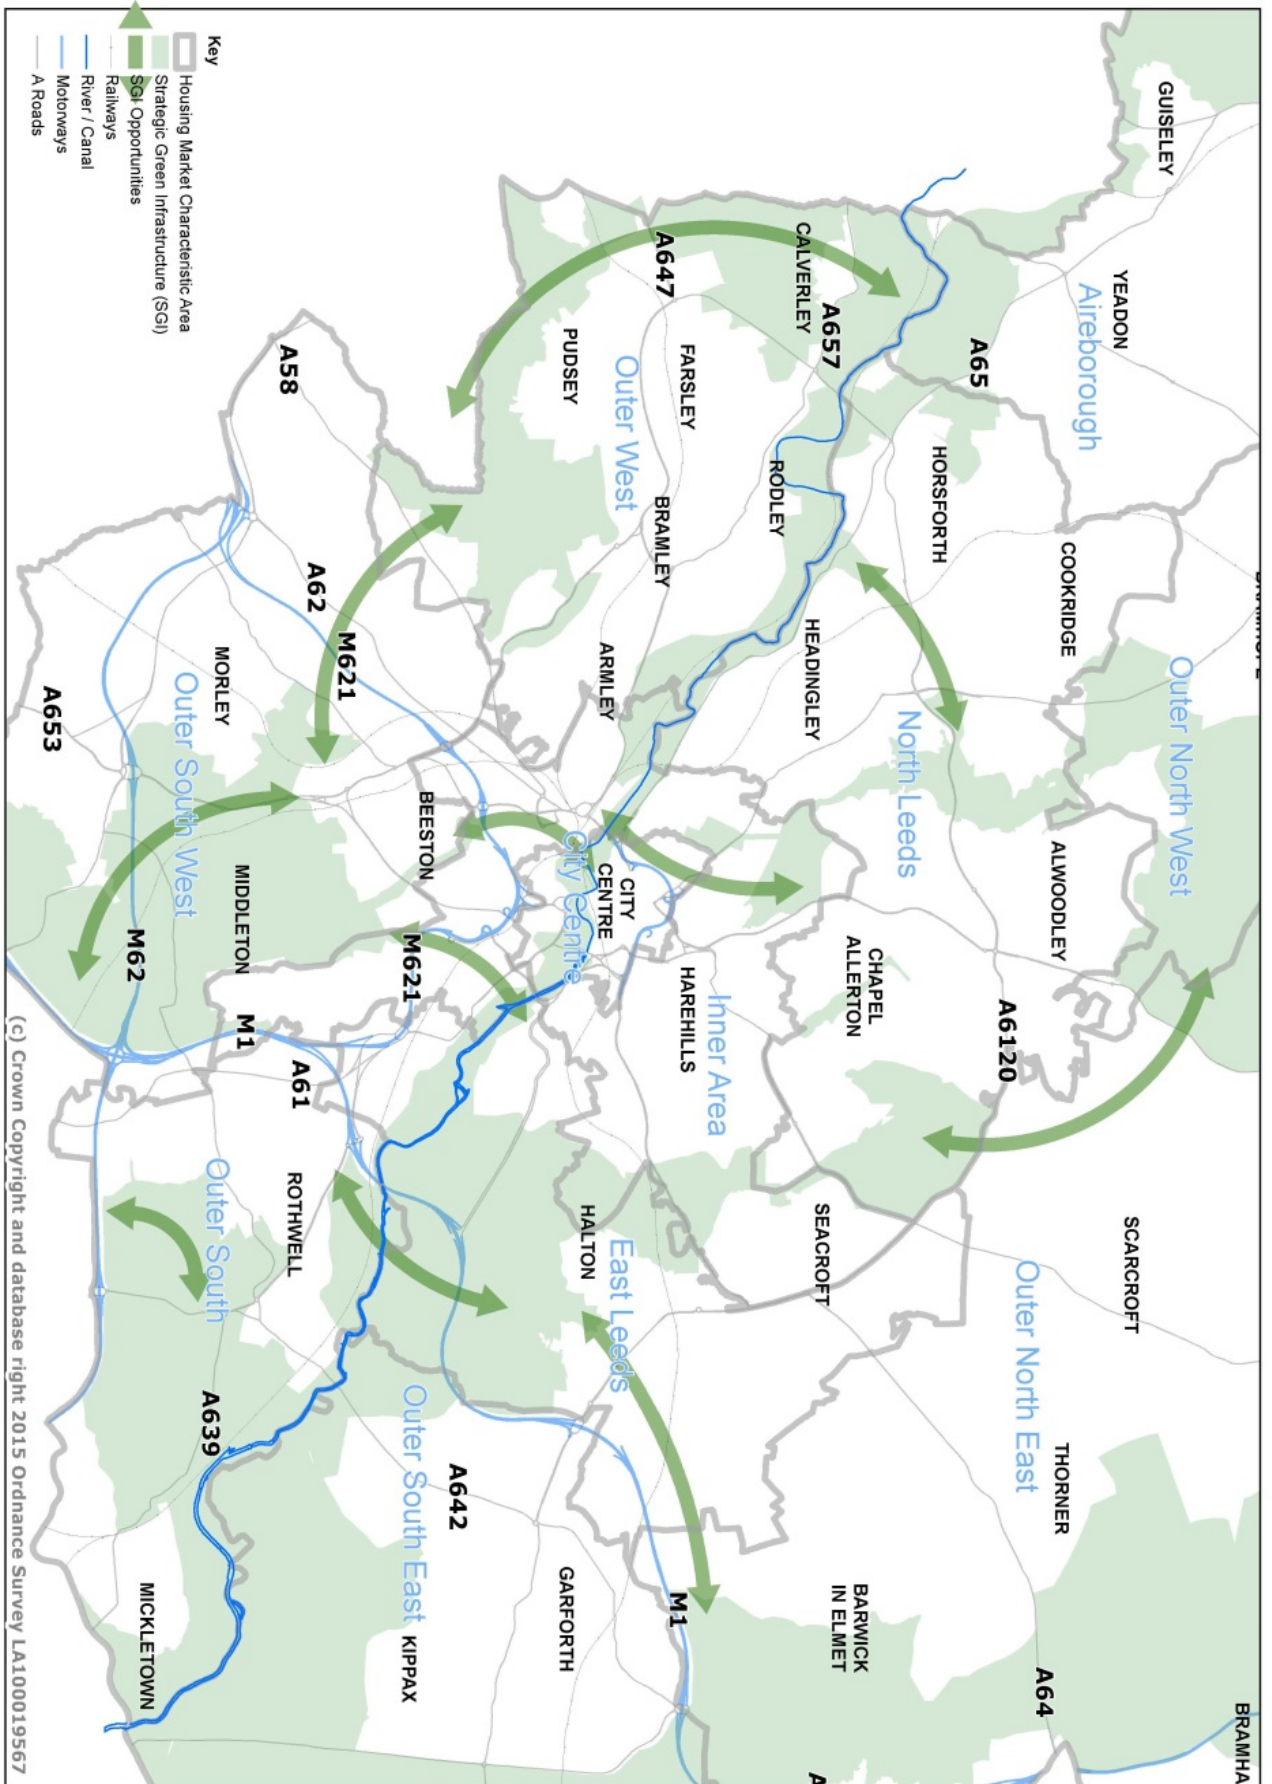 GUISELEY
YEADON
Aireborough
A65
HORSFORTH
COOKRIDGE
Outer North West
ALWOODLEY
A6120
SCARCROFT
Outer North East
THORNER
A64
BRAMHA
CALVERLEY
A657
RODLEY
HEADINGLEY
North Leeds
CHAPEL
ALLERTON
SEACROFT
BARWICK
IN ELMET
A647
FARSLEY
PUDSEY
Outer West
BRAMLEY
ARMLEY
CITY
CENTRE
City Centre
HAREHILLS
Inner Area
HALTON
East Leeds
M1
GARFORTH
A58
A62
M621
BEESTON
M621
A642
Outer South East
KIPPAX
MORLEY
Outer South West
MIDDLETON
M1
A61
ROTHWELL
Outer South
A639
MICKLETOWN
A653
M62
Key
Housing Market Characteristic Area
Strategic Green Infrastructure (SGI)
SGI Opportunities
Railways
River / Canal
Motorways
A Roads
(c) Crown Copyright and database right 2015 Ordnance Survey LA100019567